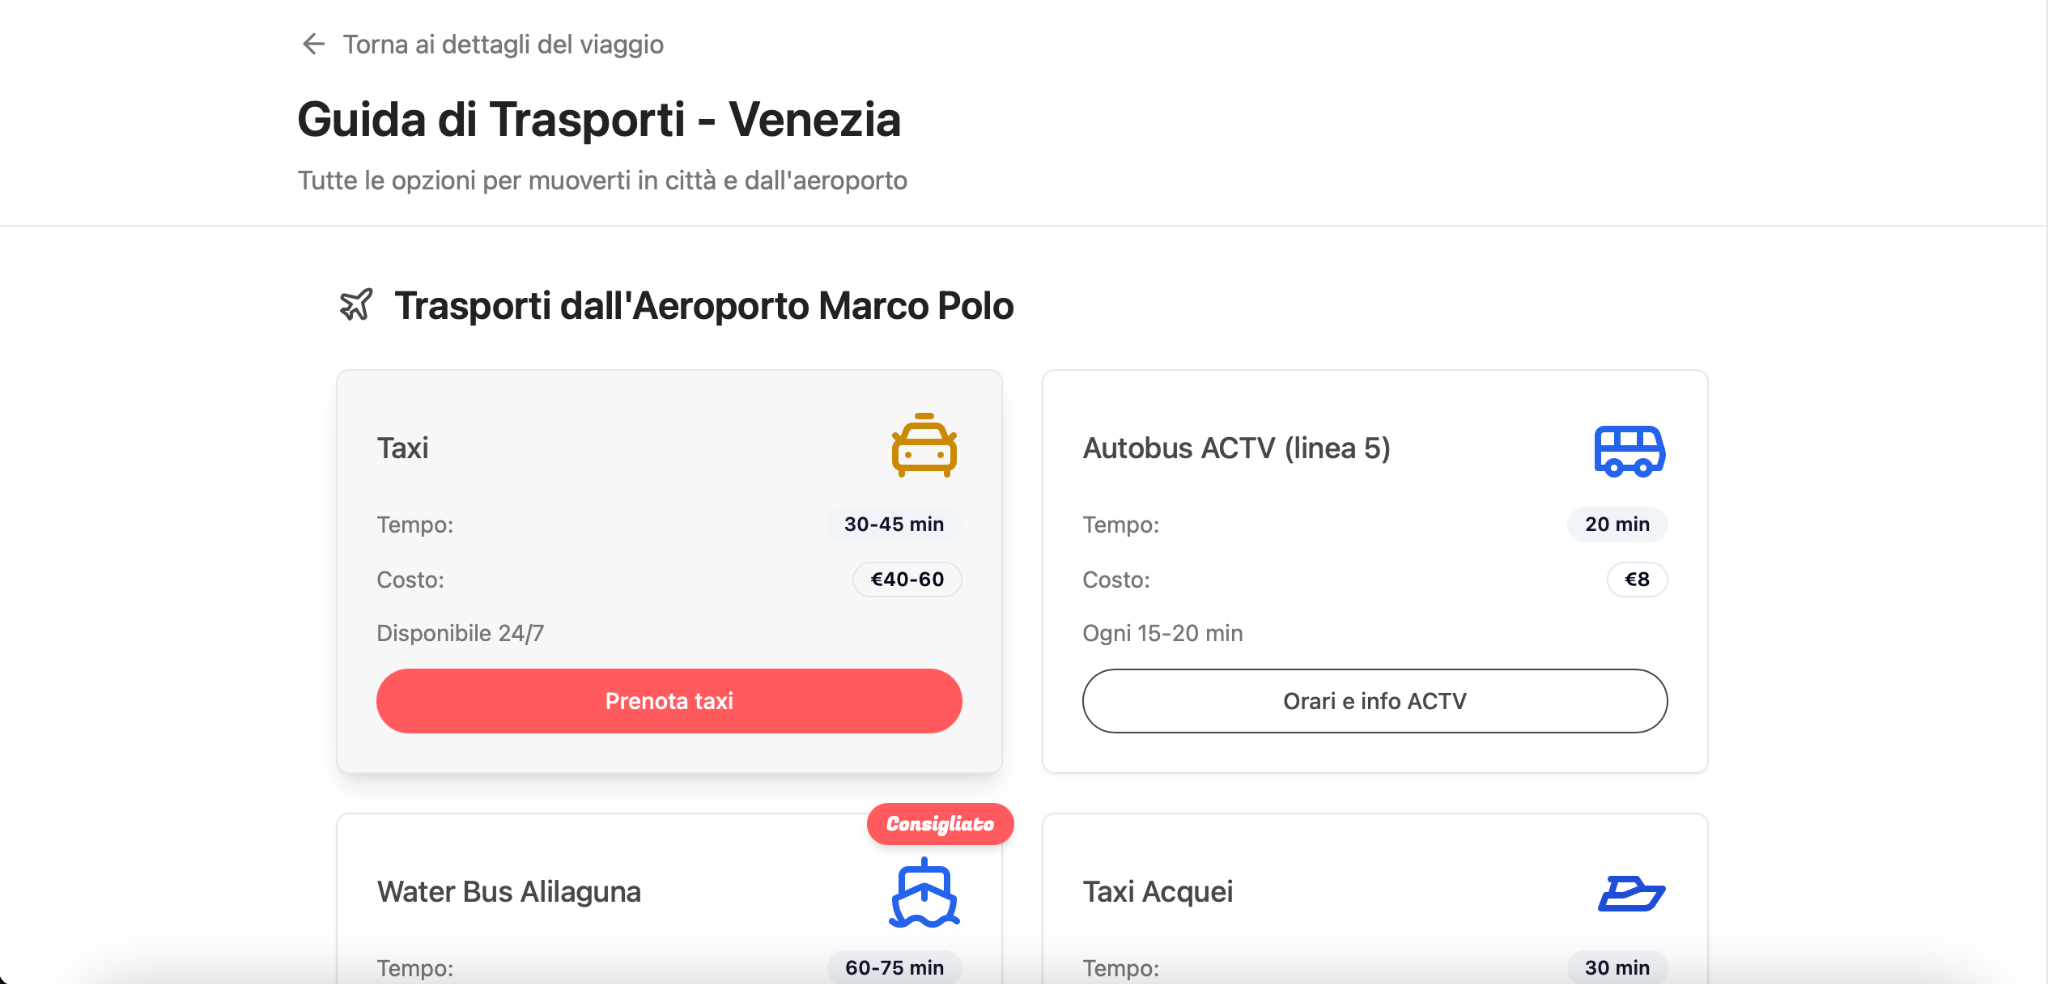 Torna ai dettagli del viaggio
Guida di Trasporti - Venezia
Tutte le opzioni per muoverti in città e dall'aeroporto
Trasporti dall'Aeroporto Marco Polo
Taxi
Tempo: 30-45 min
Costo: €40-60
Disponibile 24/7
Prenota taxi
Autobus ACTV (linea 5)
Tempo: 20 min
Costo: €8
Ogni 15-20 min
Orari e info ACTV
Consigliato
Water Bus Alilaguna
Tempo: 60-75 min
Taxi Acquei
Tempo: 30 min